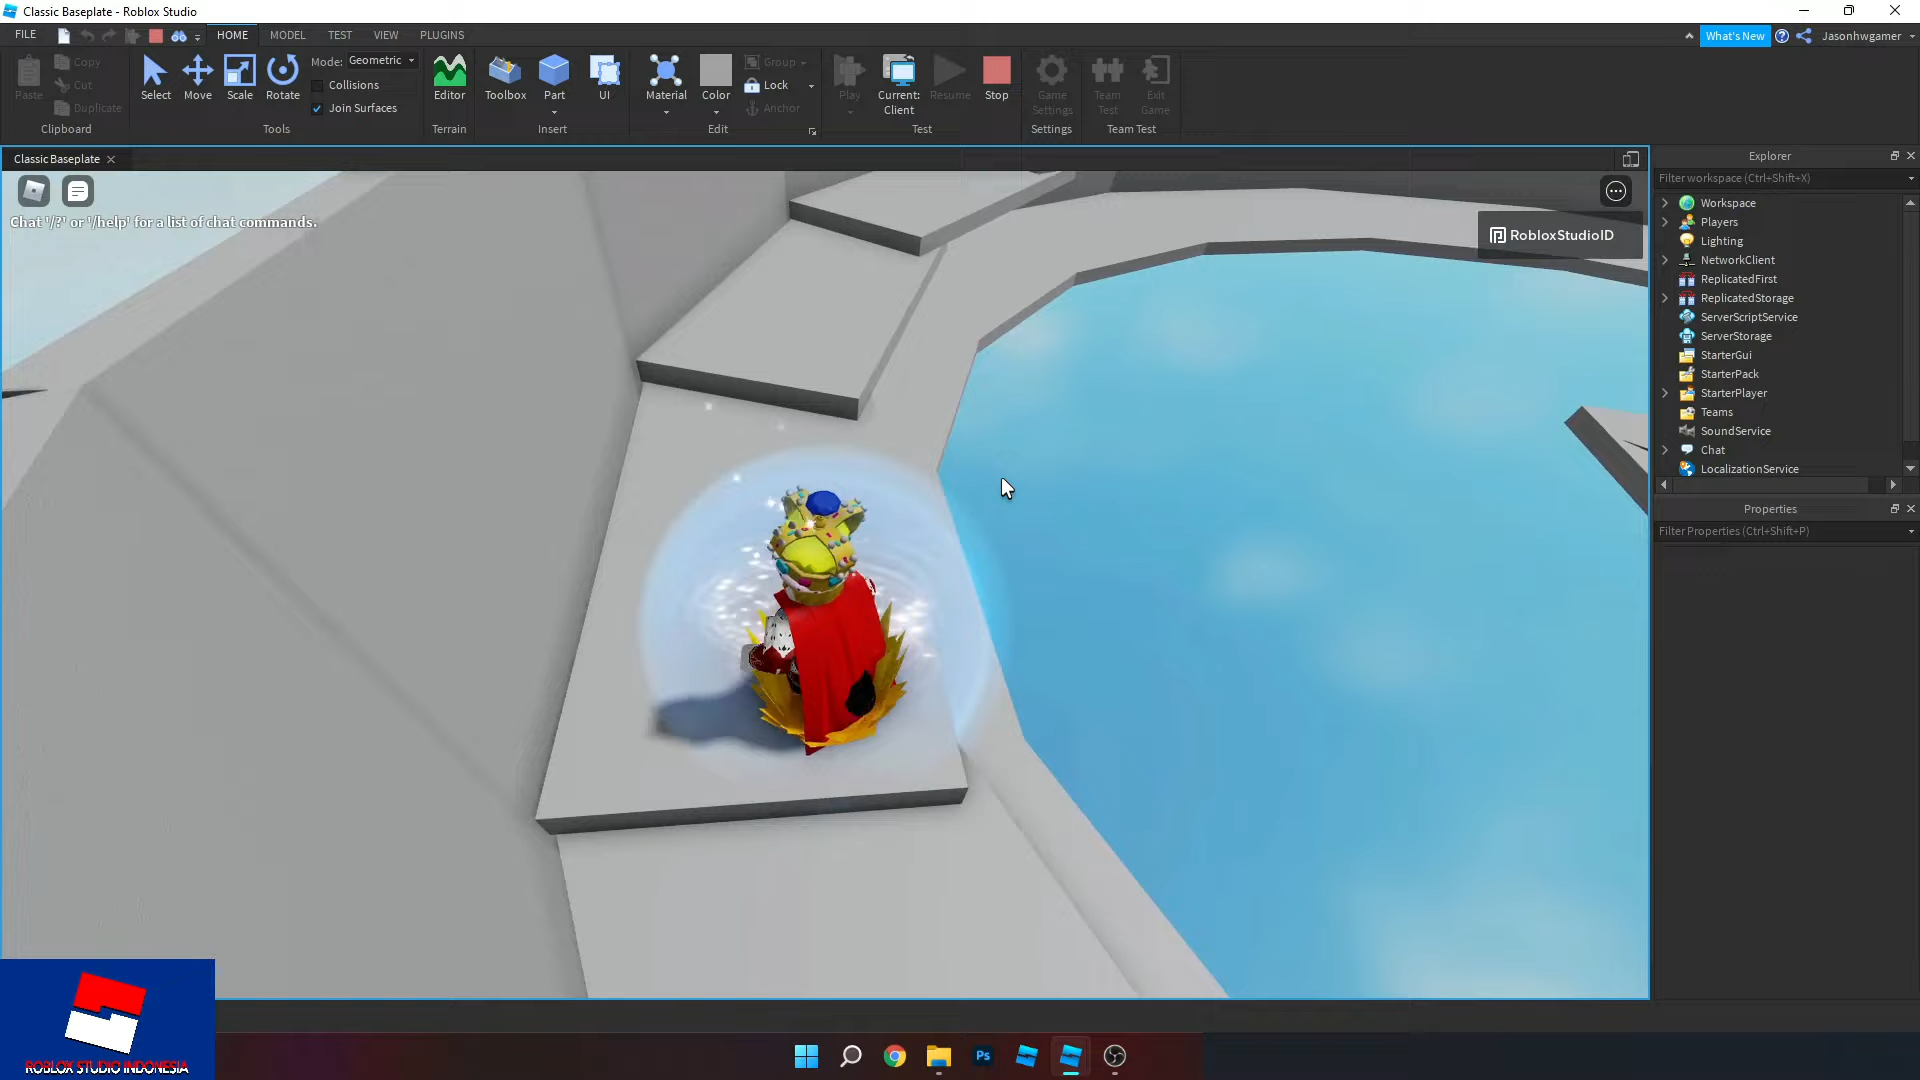 Classic Baseplate - Roblox Studio
FILE HOME MODEL TEST VIEW PLUGINS What's New Jasonhwgamer
Paste Copy Cut Duplicate Clipboard
Select Move Scale Rotate Mode: Geometric Collisions Join Surfaces Tools
Editor Terrain
Toolbox Part UI Insert
Material Color Group Lock Anchor Edit
Play Current: Client Resume Stop Test
Game Settings Settings
Team Test Exit Game Team Test
Classic Baseplate
Chat '/?' or '/help' for a list of chat commands.
RobloxStudioID
Explorer
Filter workspace (Ctrl+Shift+X)
Workspace
Players
Lighting
NetworkClient
ReplicatedFirst
ReplicatedStorage
ServerScriptService
ServerStorage
StarterGui
StarterPack
StarterPlayer
Teams
SoundService
Chat
LocalizationService
Properties
Filter Properties (Ctrl+Shift+P)
ROBLOX STUDIO INDONESIA
Ps